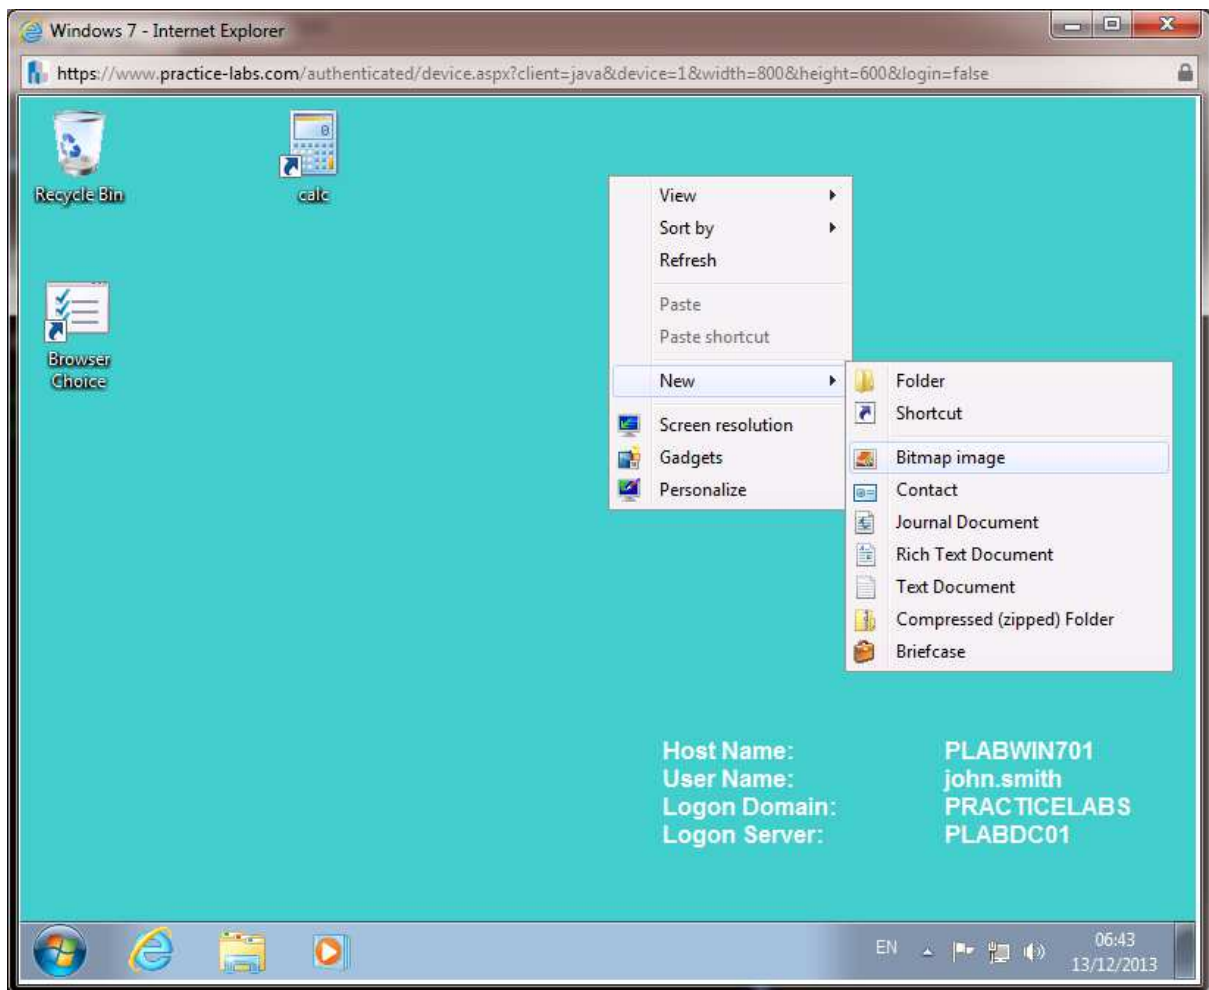 Windows 7 - Internet Explorer
https://www.practice-labs.com/authenticated/device.aspx?client=java&device=1&width=800&height=600&login=false
Recycle Bin
calc
Browser
Choice
View
Sort by
Refresh
Paste
Paste shortcut
New
Screen resolution
Gadgets
Personalize
Folder
Shortcut
Bitmap image
Contact
Journal Document
Rich Text Document
Text Document
Compressed (zipped) Folder
Briefcase
Host Name: PLABWIN701
User Name: john.smith
Logon Domain: PRACTICELABS
Logon Server: PLABDC01
EN
06:43
13/12/2013